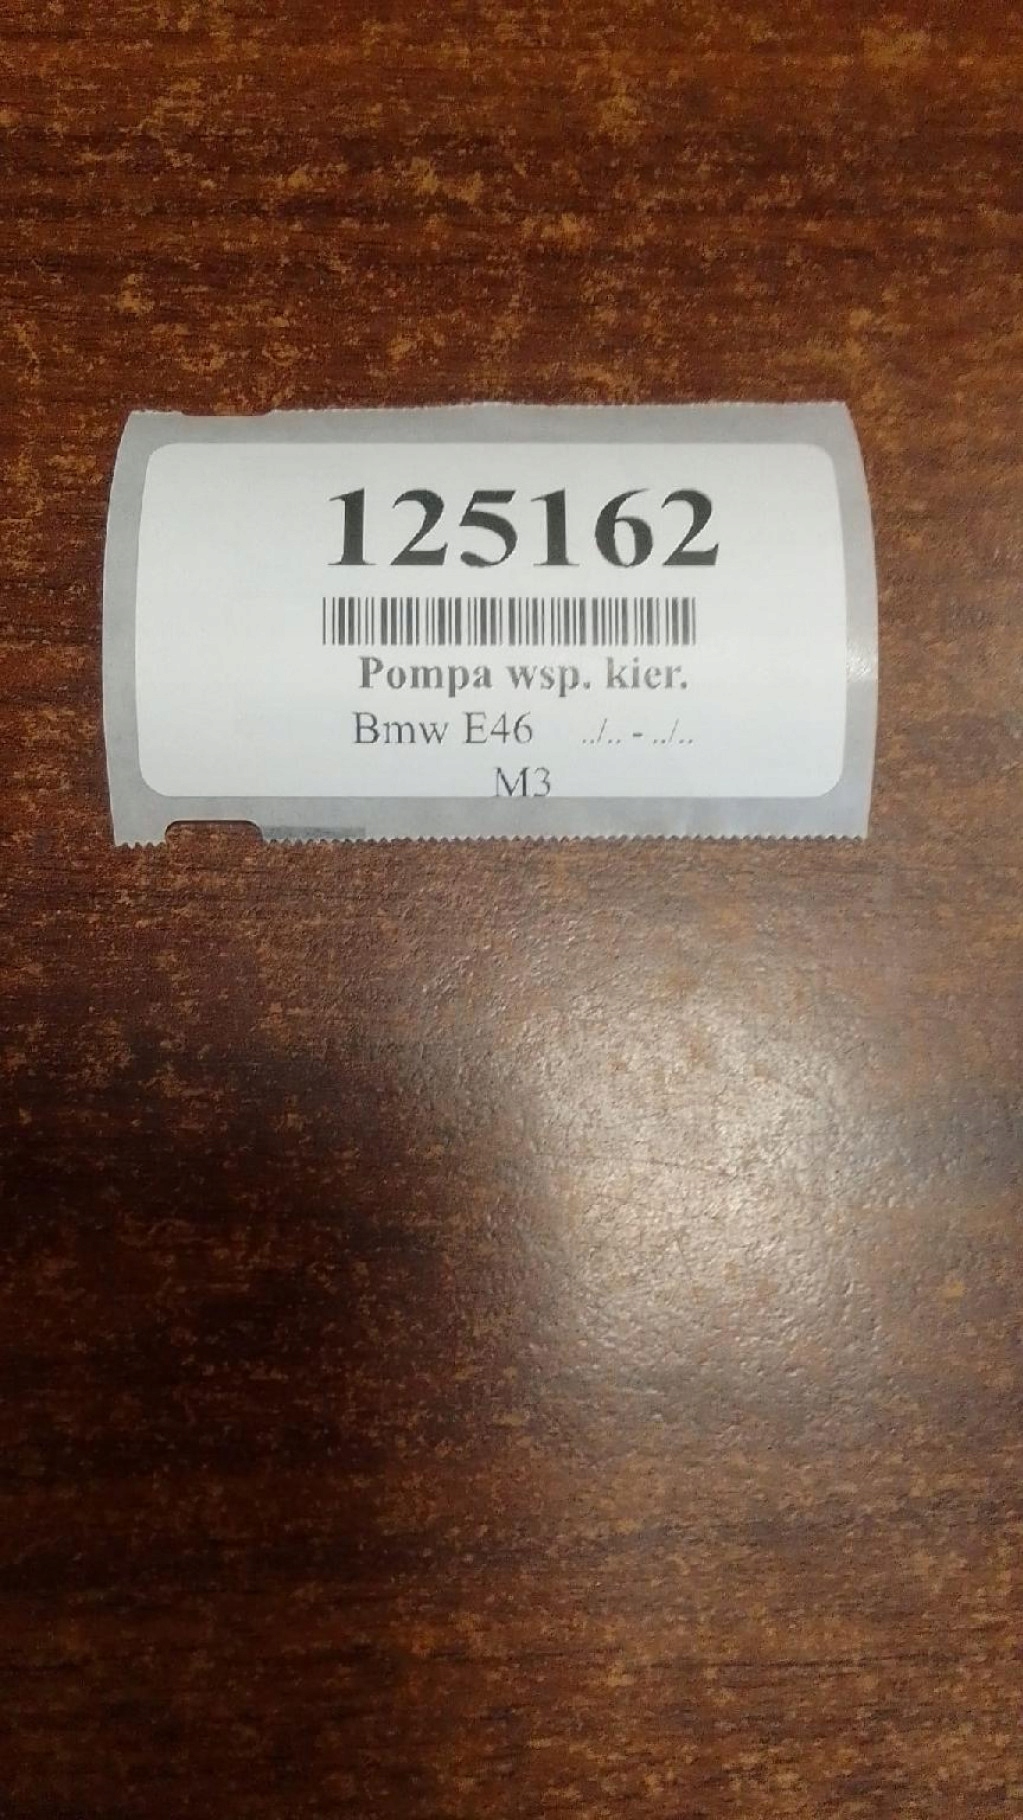 125162
Pompa wsp. kier.
Bmw E46 ../.. - ../..
M3